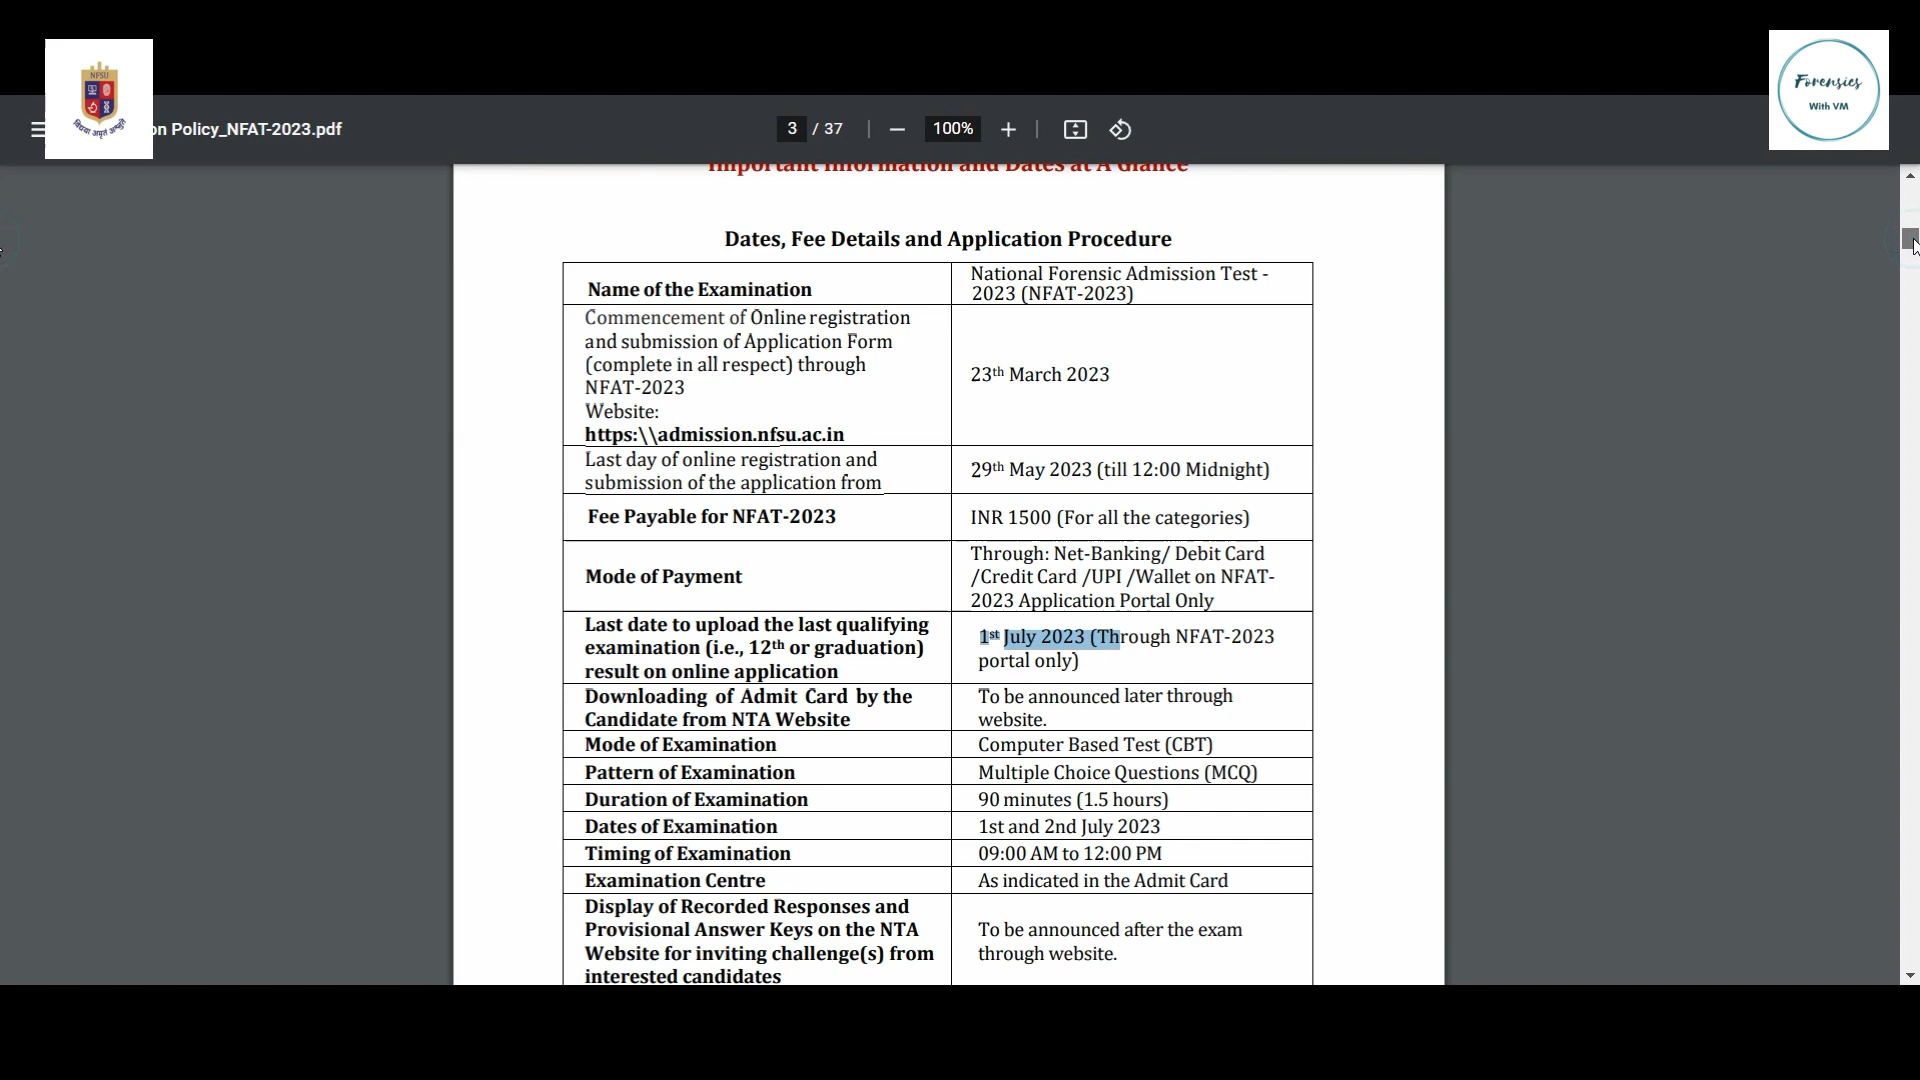 NFSU
विद्यया अमृतं अश्नुते
on Policy_NFAT-2023.pdf
3 / 37
100%
Forensics
With VM
Important Information and Dates at A Glance
Dates, Fee Details and Application Procedure
Name of the Examination
National Forensic Admission Test -
2023 (NFAT-2023)
Commencement of Online registration
and submission of Application Form
(complete in all respect) through
NFAT-2023
Website:
https:\\admission.nfsu.ac.in
23th March 2023
Last day of online registration and
submission of the application from
29th May 2023 (till 12:00 Midnight)
Fee Payable for NFAT-2023
INR 1500 (For all the categories)
Mode of Payment
Through: Net-Banking/ Debit Card
/Credit Card /UPI /Wallet on NFAT-
2023 Application Portal Only
Last date to upload the last qualifying
examination (i.e., 12th or graduation)
result on online application
1st July 2023 (Through NFAT-2023
portal only)
Downloading of Admit Card by the
Candidate from NTA Website
To be announced later through
website.
Mode of Examination
Computer Based Test (CBT)
Pattern of Examination
Multiple Choice Questions (MCQ)
Duration of Examination
90 minutes (1.5 hours)
Dates of Examination
1st and 2nd July 2023
Timing of Examination
09:00 AM to 12:00 PM
Examination Centre
As indicated in the Admit Card
Display of Recorded Responses and
Provisional Answer Keys on the NTA
Website for inviting challenge(s) from
interested candidates
To be announced after the exam
through website.